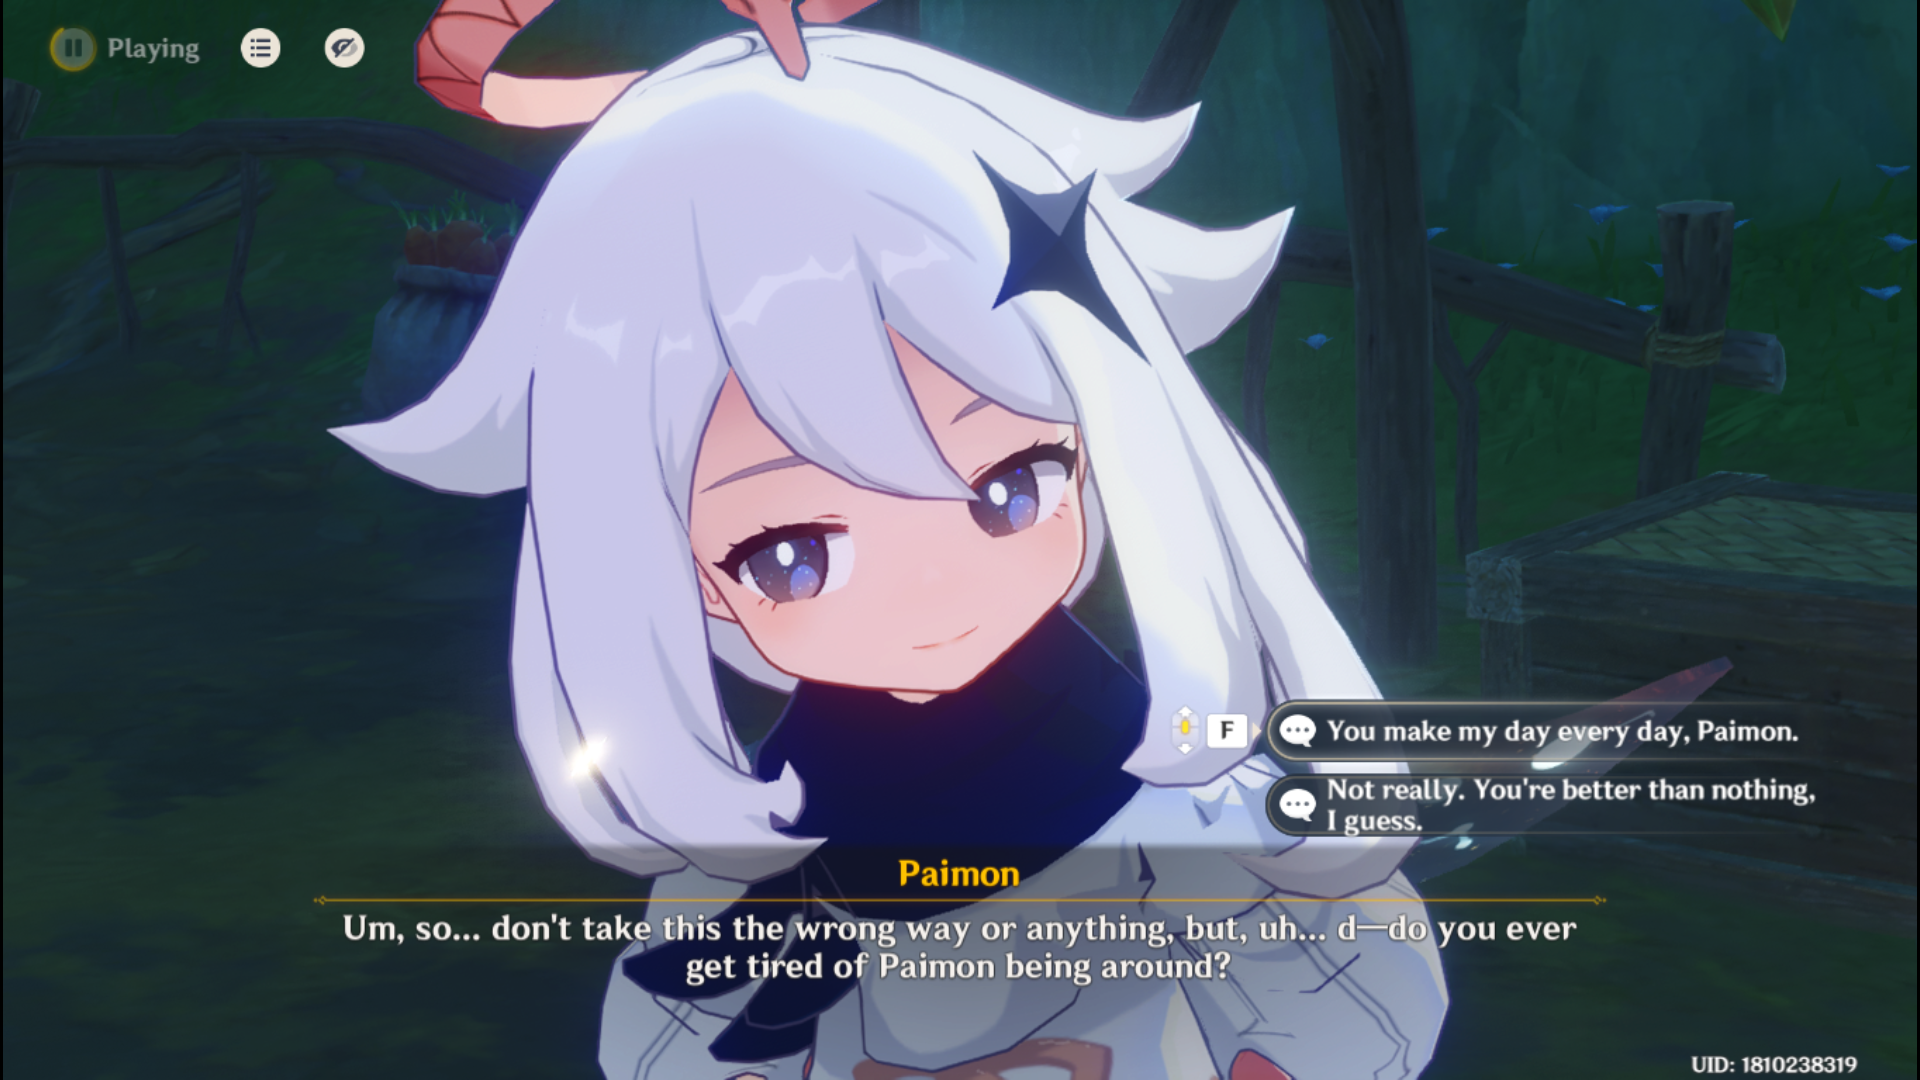 Playing
F
You make my day every day, Paimon.
Not really. You're better than nothing,
I guess.
Paimon
Um, so... don't take this the wrong way or anything, but, uh... d—do you ever
get tired of Paimon being around?
UID: 1810238319